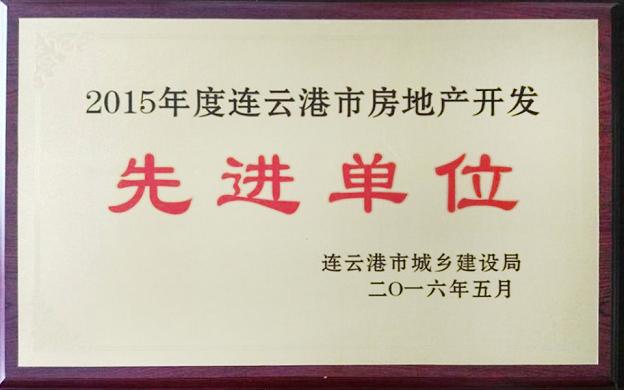 2015年度连云港市房地产开发
先进单位
连云港市城乡建设局
二〇一六年五月